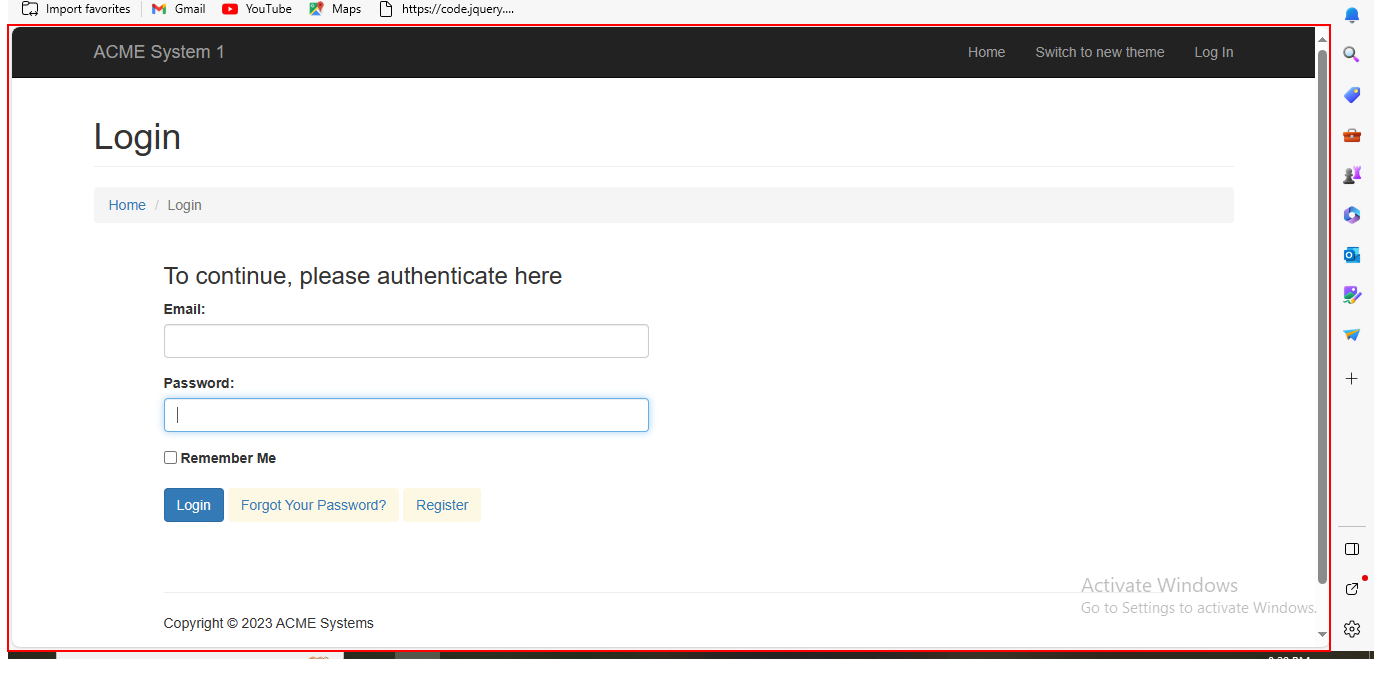 Import favorites Gmail YouTube Maps https://code.jquery....
ACME System 1 Home Switch to new theme Log In
Login
Home / Login
To continue, please authenticate here
Email:
Password:
Remember Me
Login Forgot Your Password? Register
Activate Windows
Go to Settings to activate Windows.
Copyright © 2023 ACME Systems